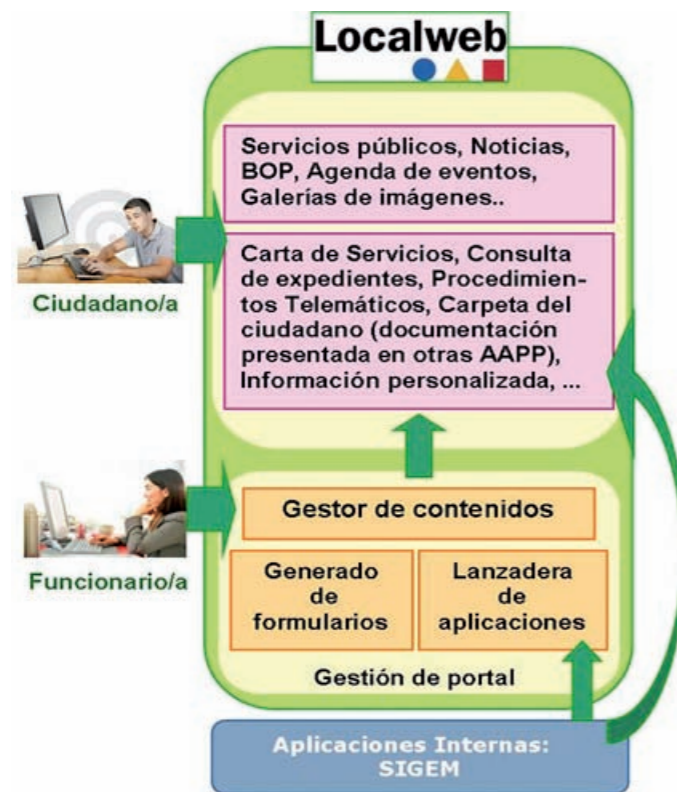 Localweb
Servicios públicos, Noticias,
BOP, Agenda de eventos,
Galerías de imágenes..
Ciudadano/a
Carta de Servicios, Consulta
de expedientes, Procedimien-
tos Telemáticos, Carpeta del
ciudadano (documentación
presentada en otras AAPP),
Información personalizada, ...
Funcionario/a
Gestor de contenidos
Generado
de
formularios
Lanzadera
de
aplicaciones
Gestión de portal
Aplicaciones Internas:
SIGEM